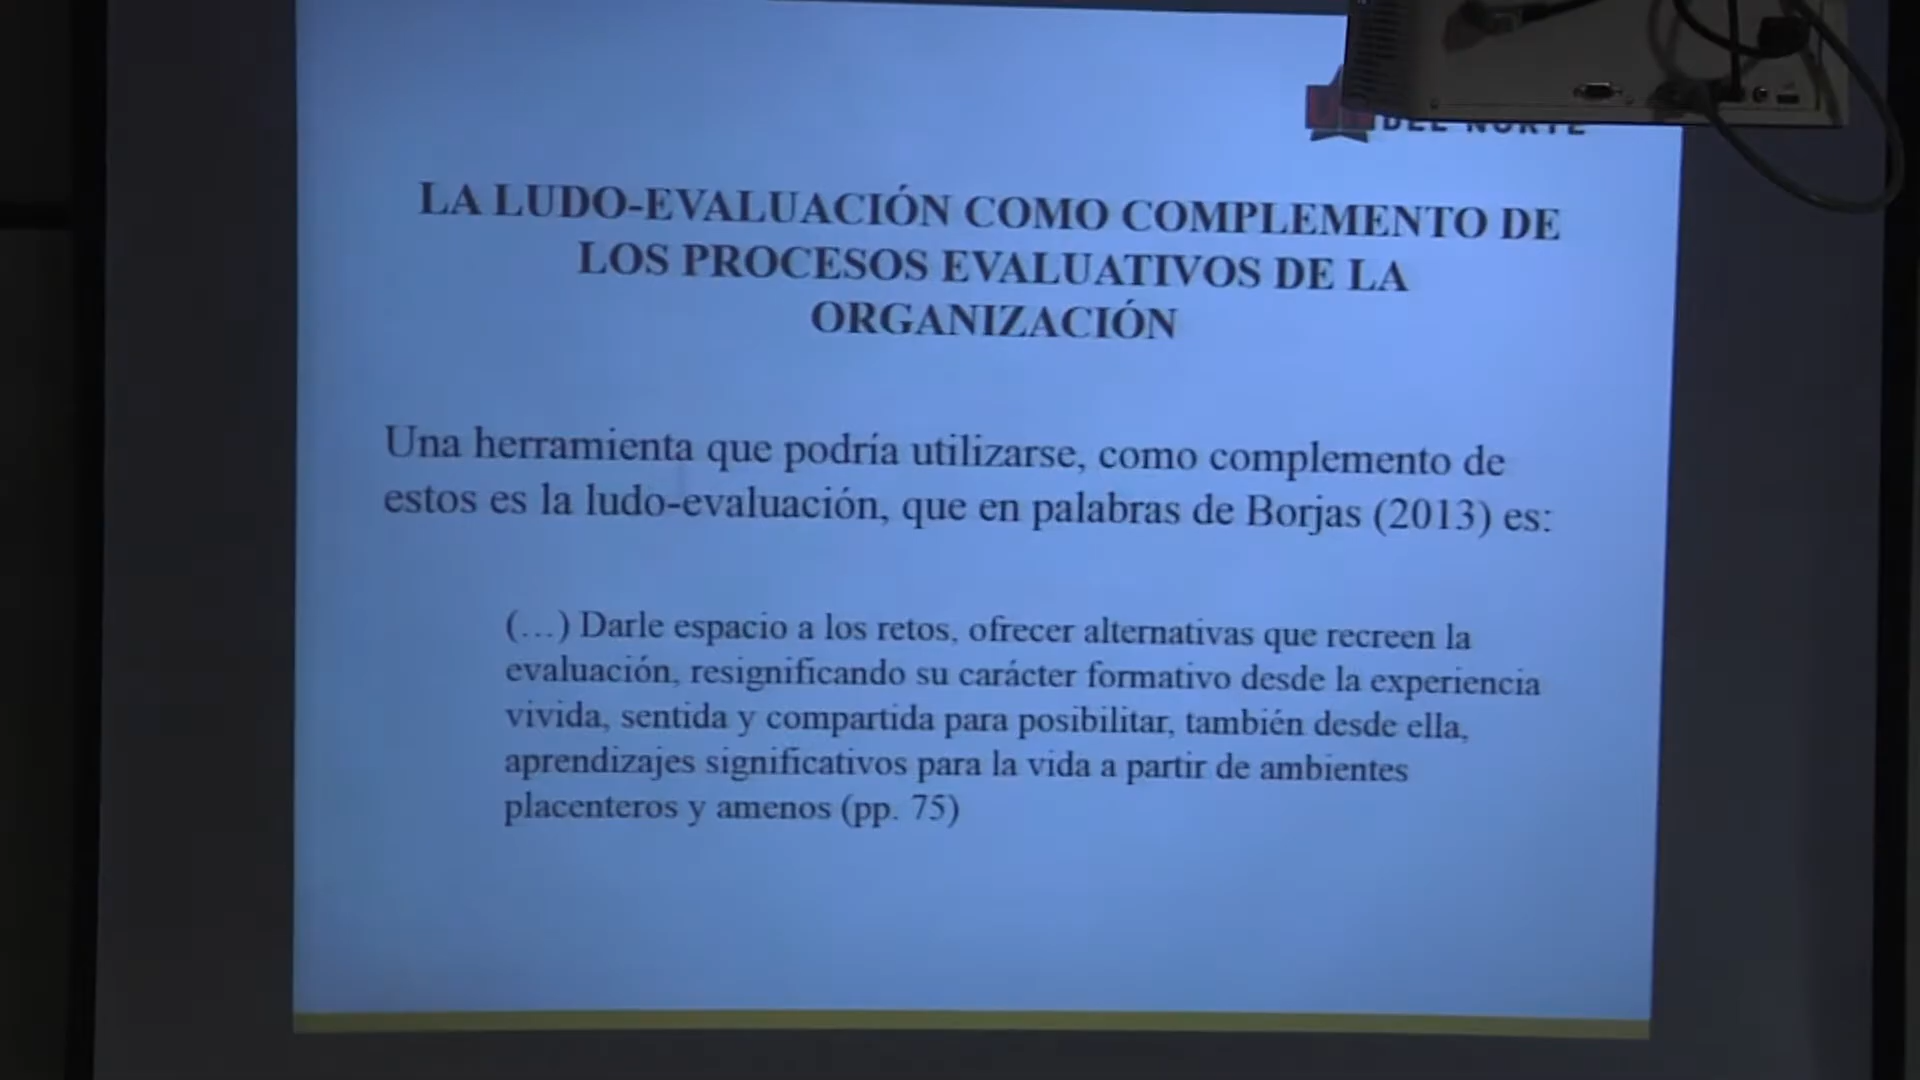 DEL NORTE
LA LUDO-EVALUACIÓN COMO COMPLEMENTO DE
LOS PROCESOS EVALUATIVOS DE LA
ORGANIZACIÓN
Una herramienta que podría utilizarse, como complemento de
estos es la ludo-evaluación, que en palabras de Borjas (2013) es:
(…) Darle espacio a los retos, ofrecer alternativas que recreen la
evaluación, resignificando su carácter formativo desde la experiencia
vivida, sentida y compartida para posibilitar, también desde ella,
aprendizajes significativos para la vida a partir de ambientes
placenteros y amenos (pp. 75)